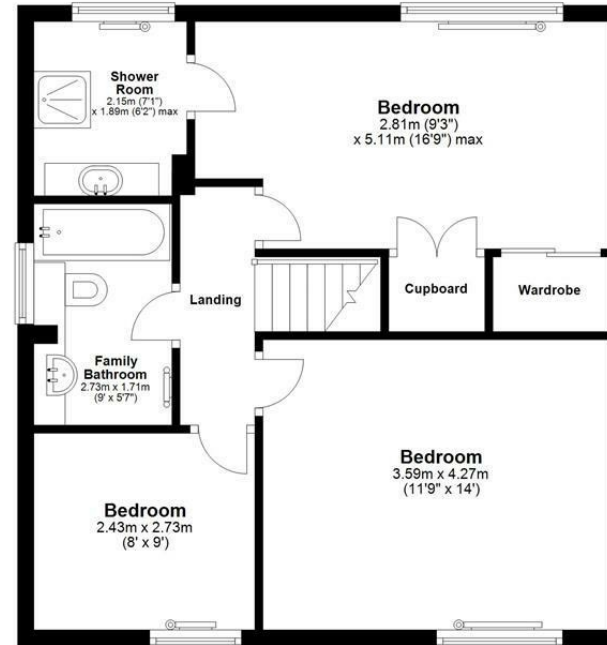 Shower
Room
2.15m (7'1")
x 1.89m (6'2") max
Bedroom
2.81m (9'3")
x 5.11m (16'9") max
Landing
Cupboard
Wardrobe
Family
Bathroom
2.73m x 1.71m
(9' x 5'7")
Bedroom
3.59m x 4.27m
(11'9" x 14')
Bedroom
2.43m x 2.73m
(8' x 9')